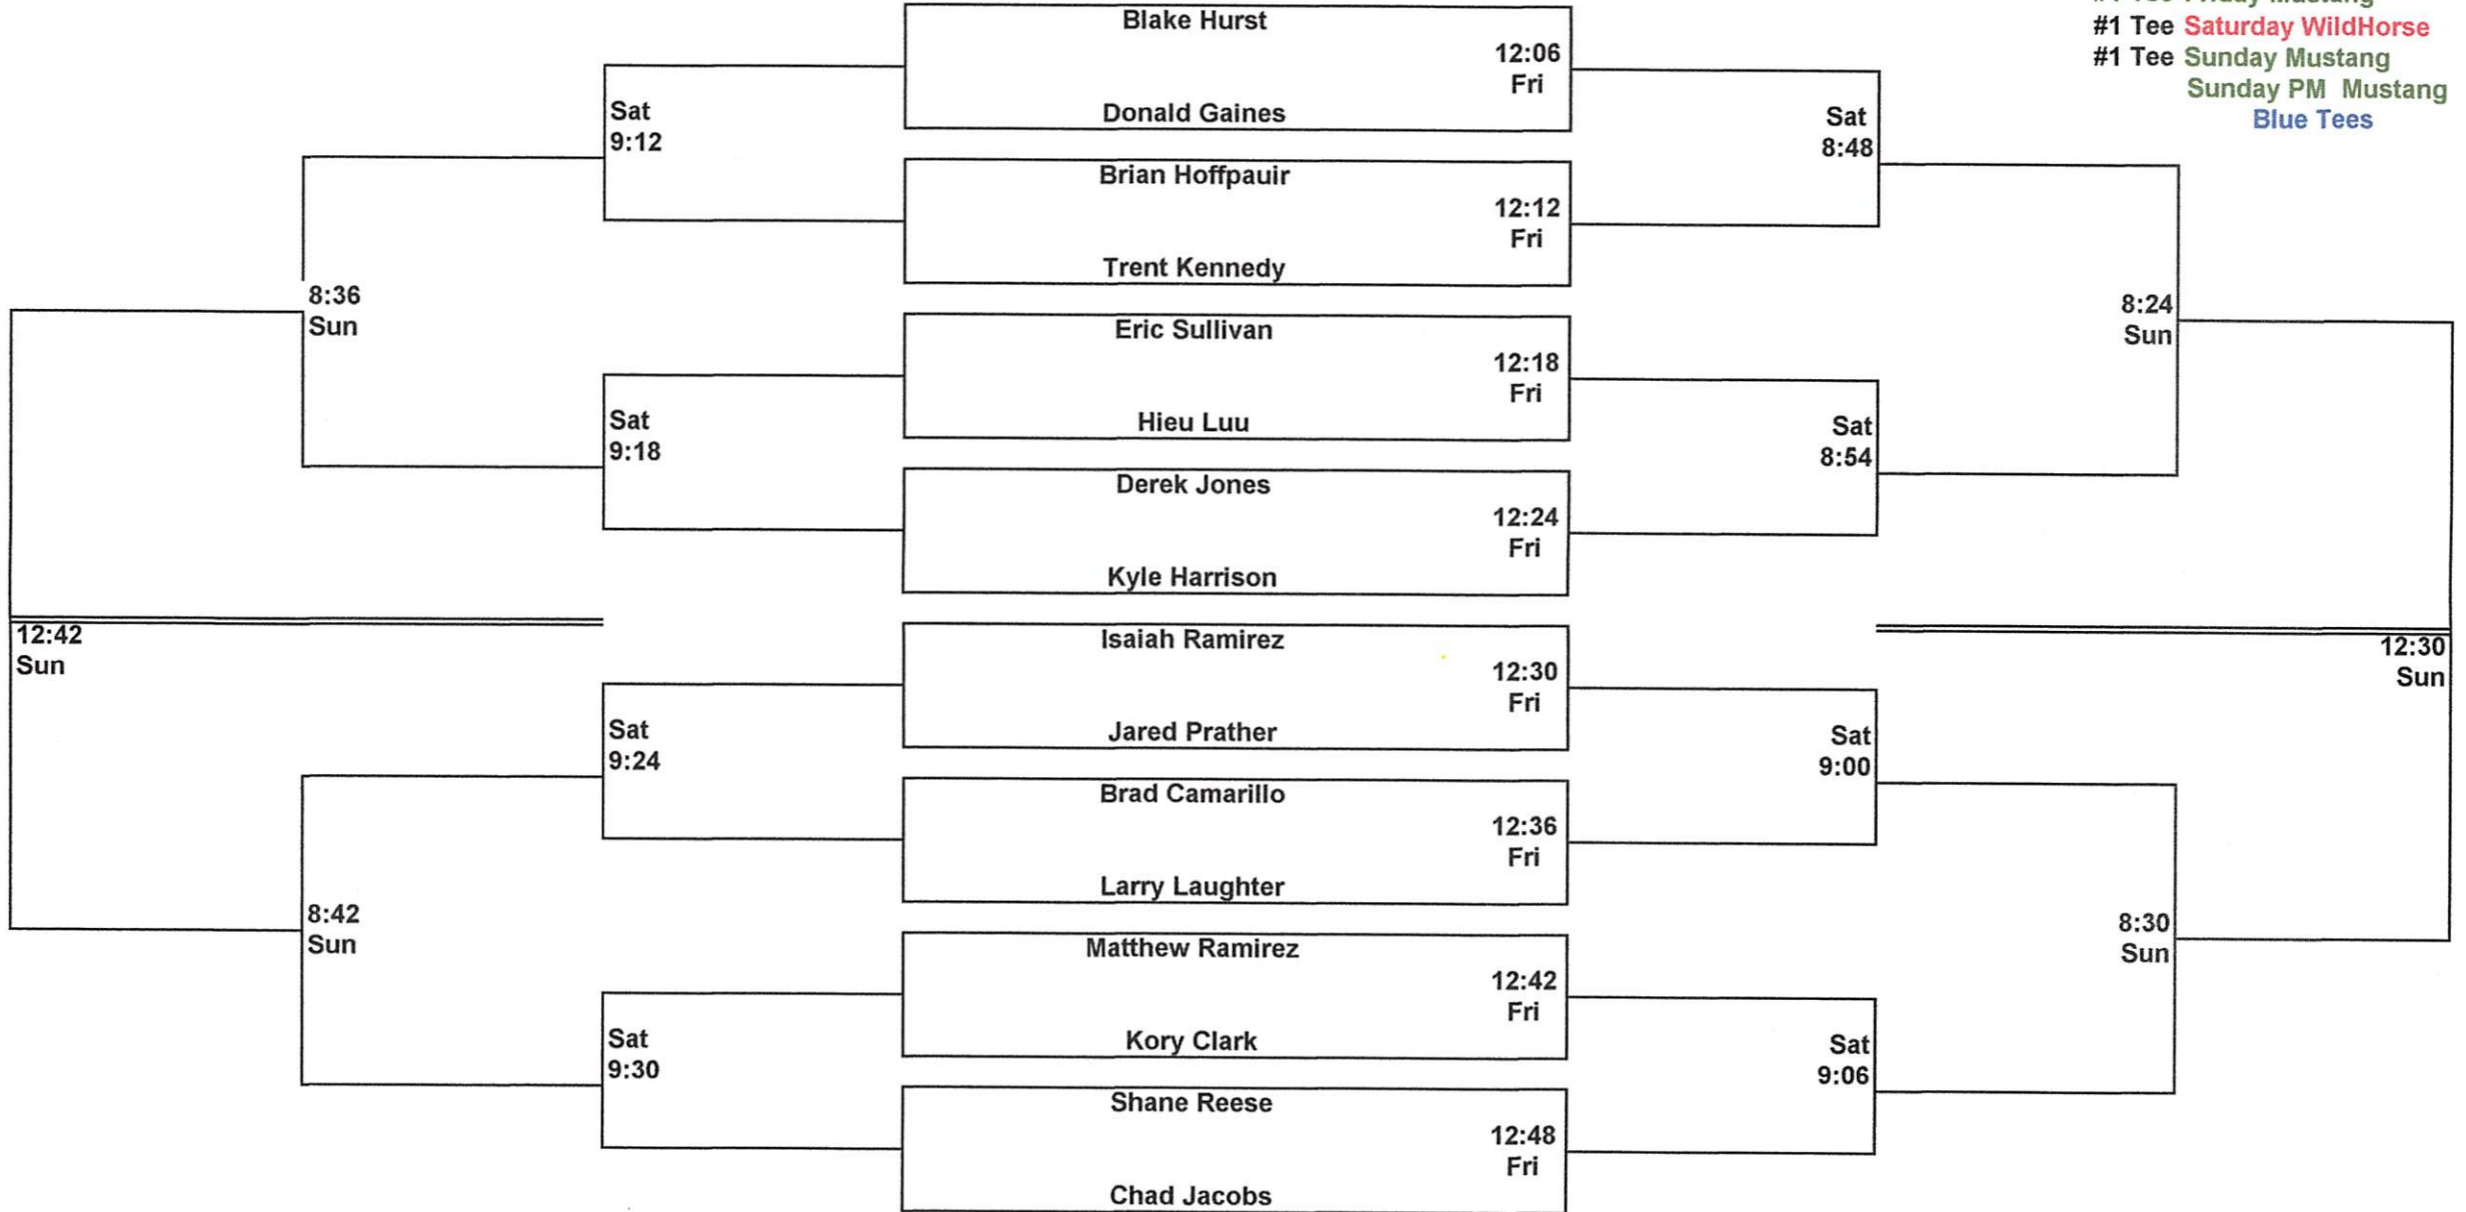 #1 Tee Friday Mustang
#1 Tee Saturday WildHorse
#1 Tee Sunday Mustang
Sunday PM Mustang
Blue Tees
Blake Hurst
12:06
Fri
Donald Gaines
Brian Hoffpauir
12:12
Fri
Trent Kennedy
Eric Sullivan
12:18
Fri
Hieu Luu
Derek Jones
12:24
Fri
Kyle Harrison
Isaiah Ramirez
12:30
Fri
Jared Prather
Brad Camarillo
12:36
Fri
Larry Laughter
Matthew Ramirez
12:42
Fri
Kory Clark
Shane Reese
12:48
Fri
Chad Jacobs
Sat
9:12
Sat
9:18
Sat
9:24
Sat
9:30
8:36
Sun
8:42
Sun
12:42
Sun
Sat
8:48
Sat
8:54
Sat
9:00
Sat
9:06
8:24
Sun
8:30
Sun
12:30
Sun